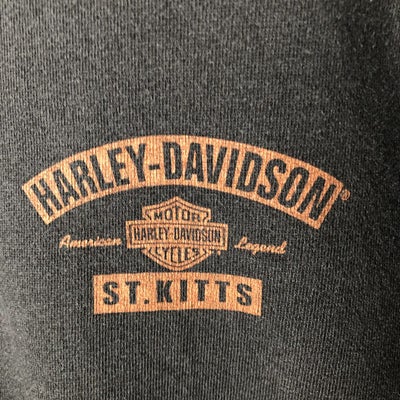 HARLEY-DAVIDSON®
MOTOR
American HARLEY-DAVIDSON Legend
CYCLES
ST. KITTS